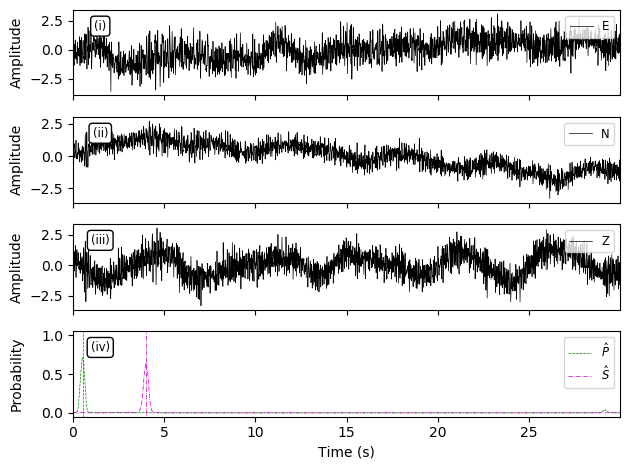 Amplitude
2.5
0.0
−2.5
(i)
E
Amplitude
2.5
0.0
−2.5
(ii)
N
Amplitude
2.5
0.0
−2.5
(iii)
Z
Probability
1.0
0.5
0.0
(iv)
P̂
Ŝ
0 5 10 15 20 25
Time (s)